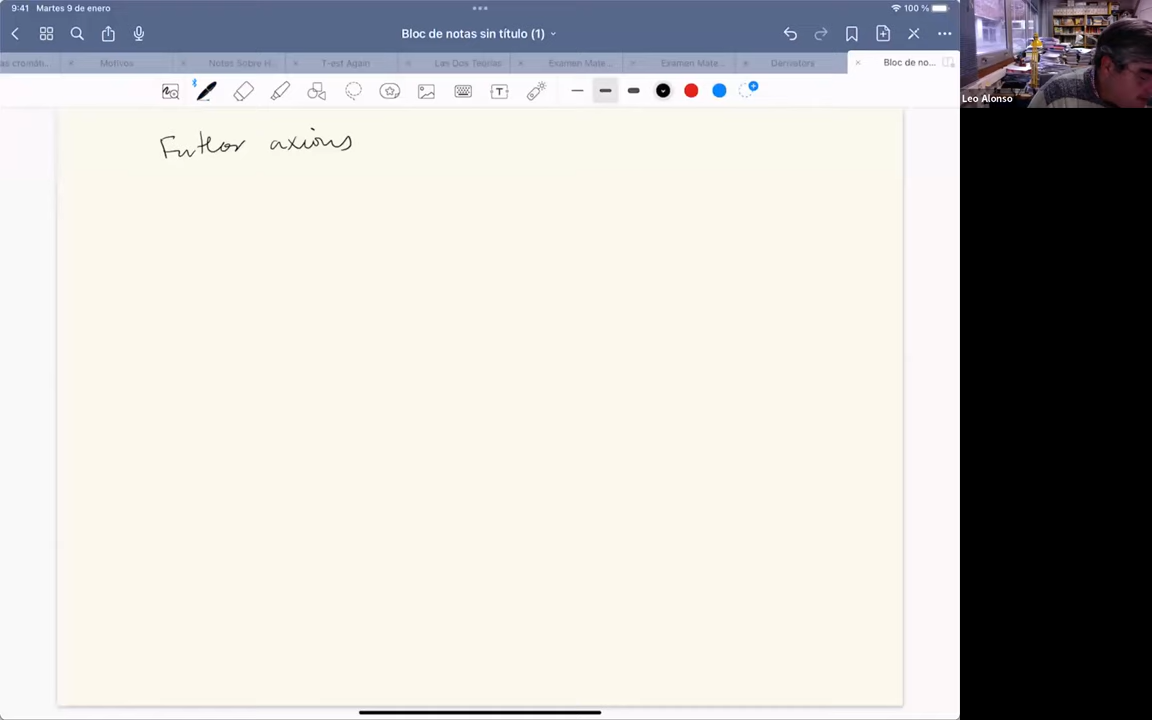 9:41 Martes 9 de enero
100 %
Bloc de notas sin título (1)
Motivos
Notas Sobre H
T-est Again
Las Dos Teorías
Examen Mate...
Examen Mate...
Derivators
Bloc de no...
T
Leo Alonso
axioms